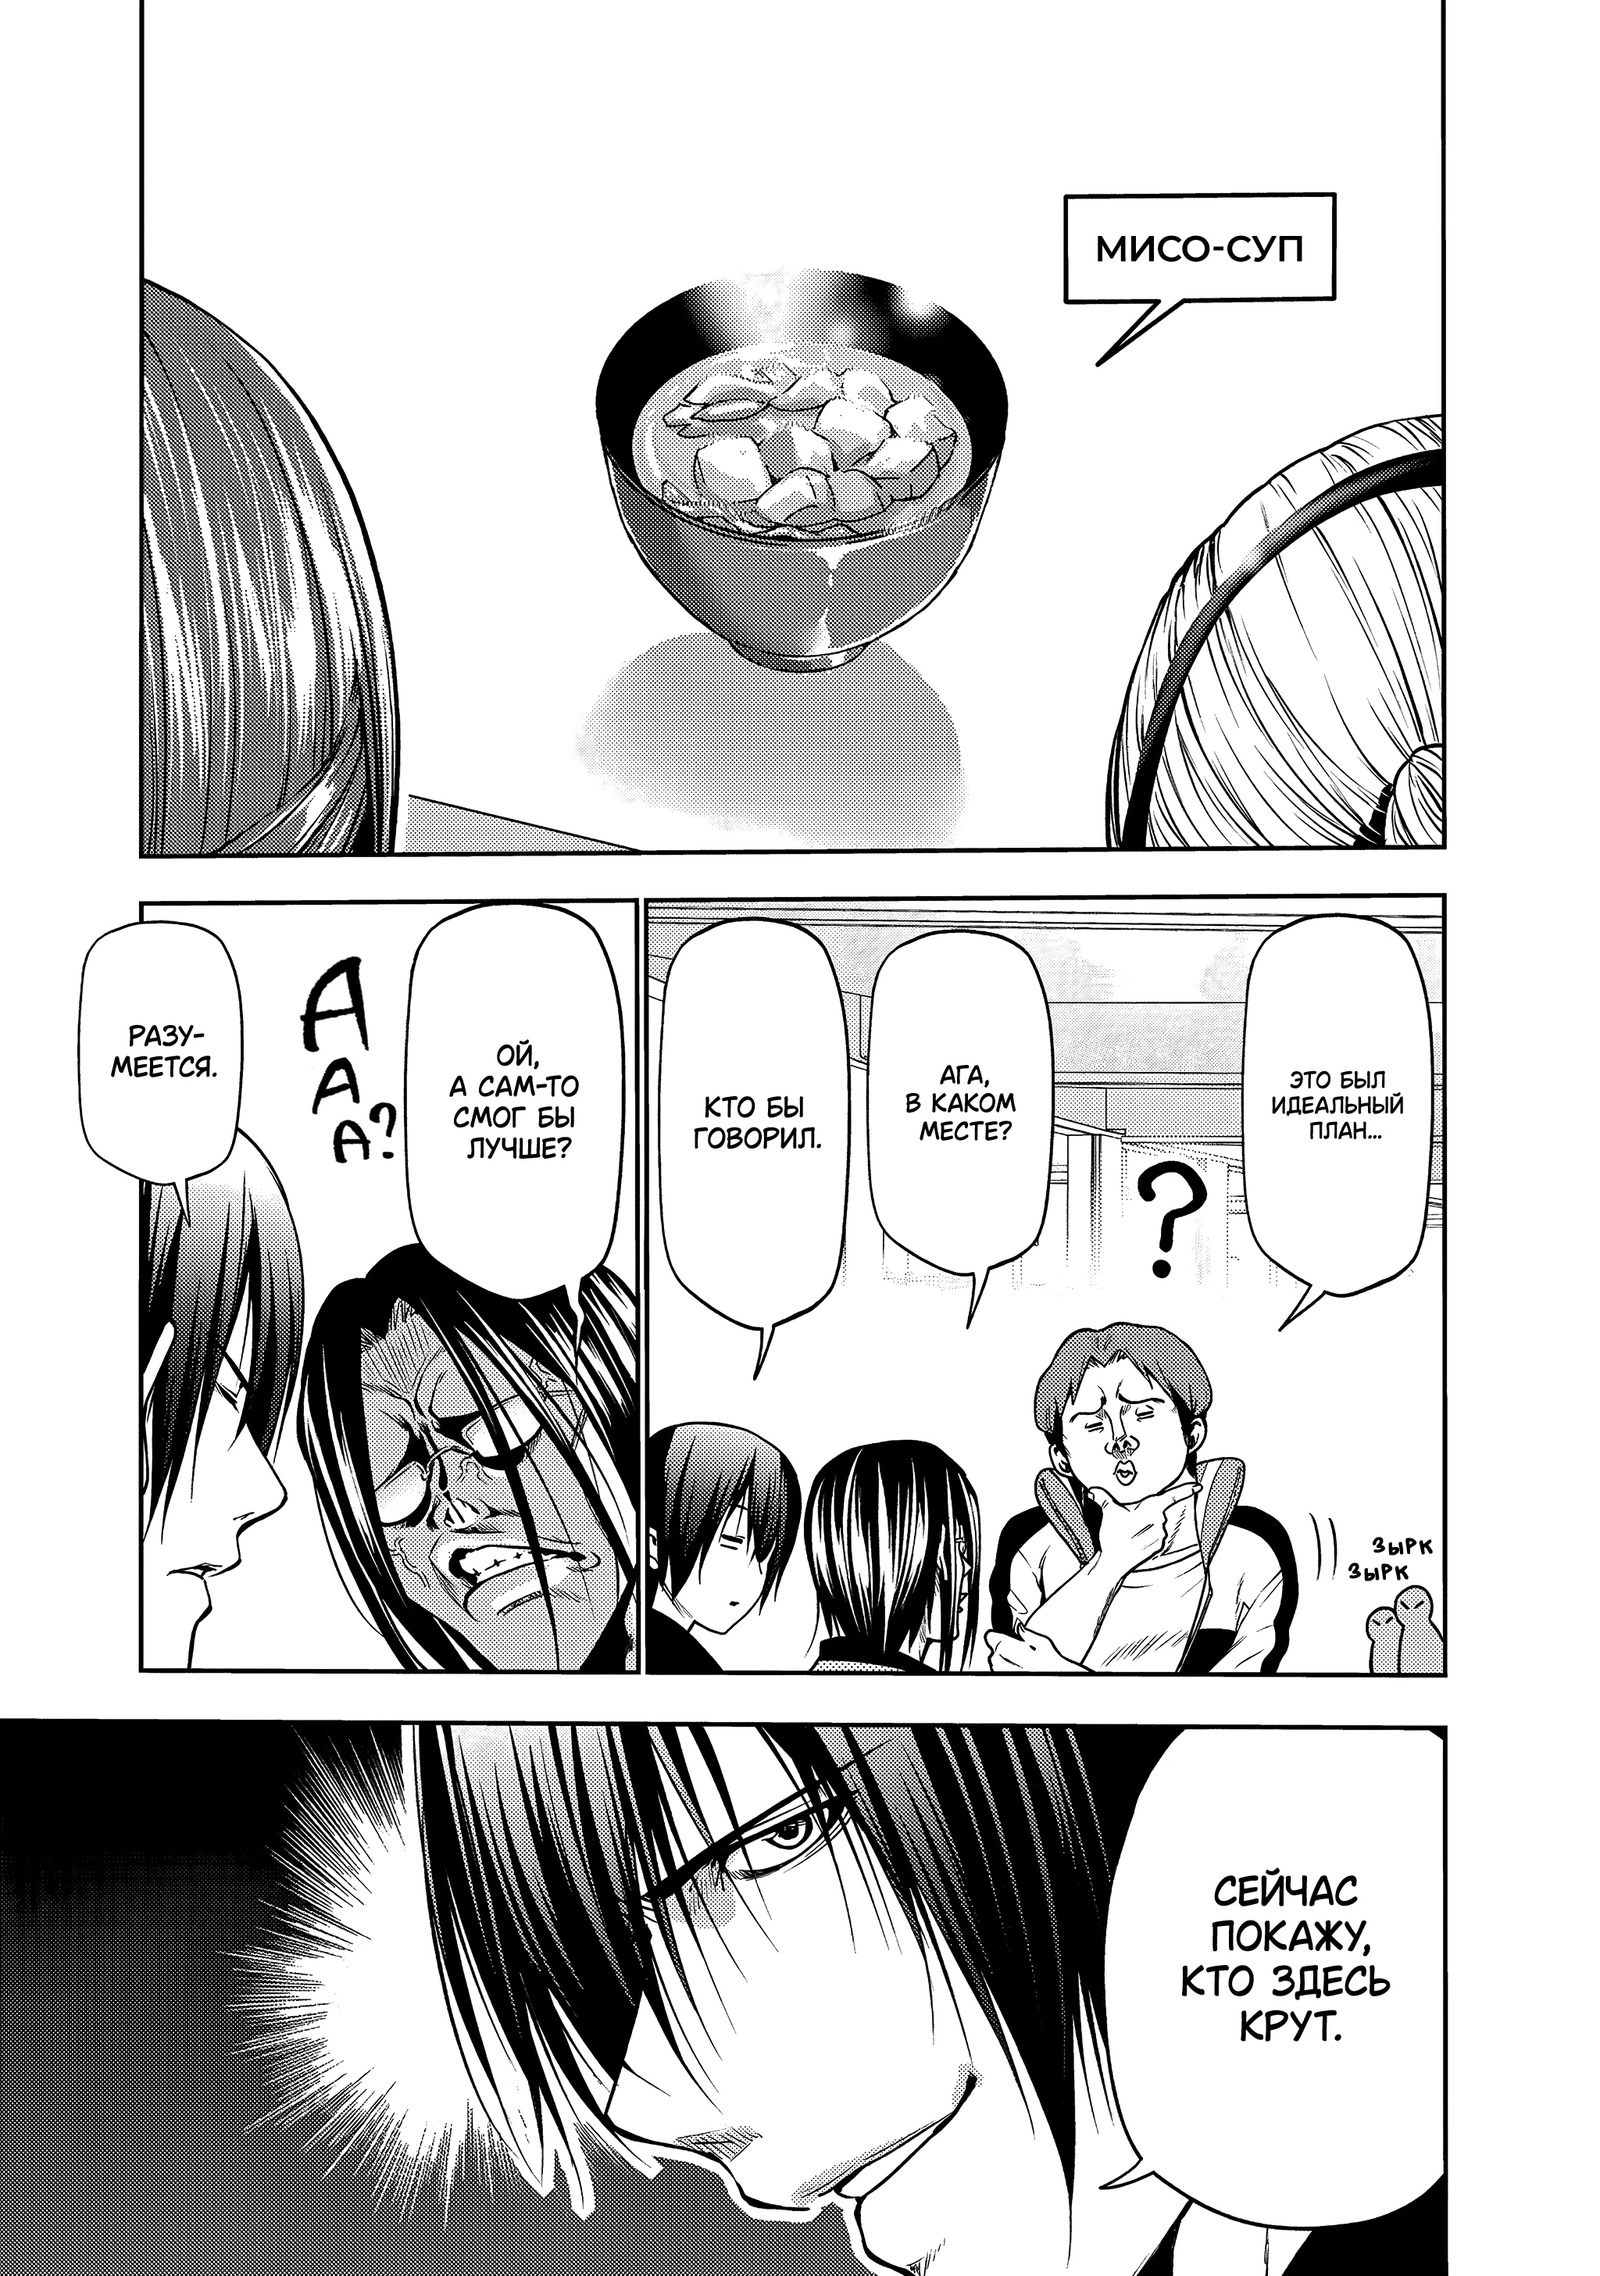 МИСО-СУП
ЭТО БЫЛ
ИДЕАЛЬНЫЙ
ПЛАН...
?
ЗЫРК
ЗЫРК
АГА,
В КАКОМ
МЕСТЕ?
КТО БЫ
ГОВОРИЛ.
ОЙ,
А САМ-ТО
СМОГ БЫ
ЛУЧШЕ?
А
А
А?
РАЗУ-
МЕЕТСЯ.
СЕЙЧАС
ПОКАЖУ,
КТО ЗДЕСЬ
КРУТ.